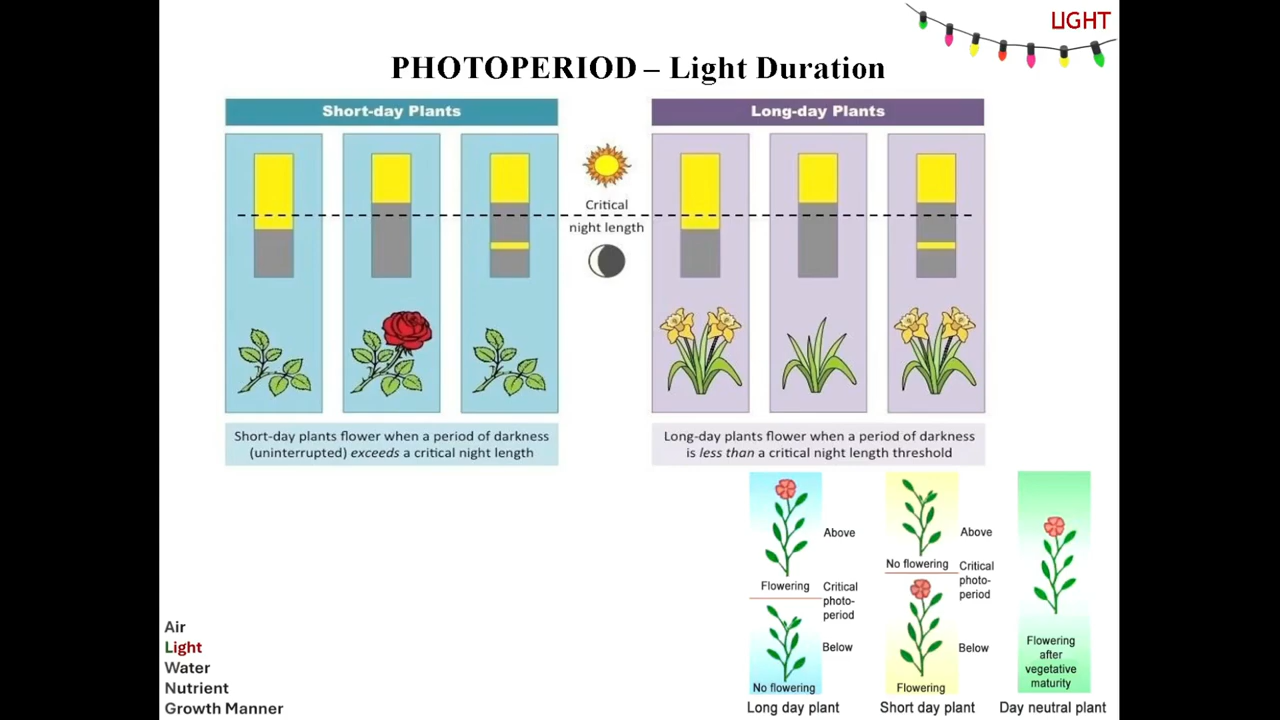 LIGHT
PHOTOPERIOD – Light Duration
Short-day Plants
Long-day Plants
Critical
night length
Short-day plants flower when a period of darkness
(uninterrupted) exceeds a critical night length
Long-day plants flower when a period of darkness
is less than a critical night length threshold
Above
Flowering
Critical
photo-
period
Below
No flowering
Long day plant
Above
No flowering
Critical
photo-
period
Below
Flowering
Short day plant
Flowering
after
vegetative
maturity
Day neutral plant
Air
Light
Water
Nutrient
Growth Manner